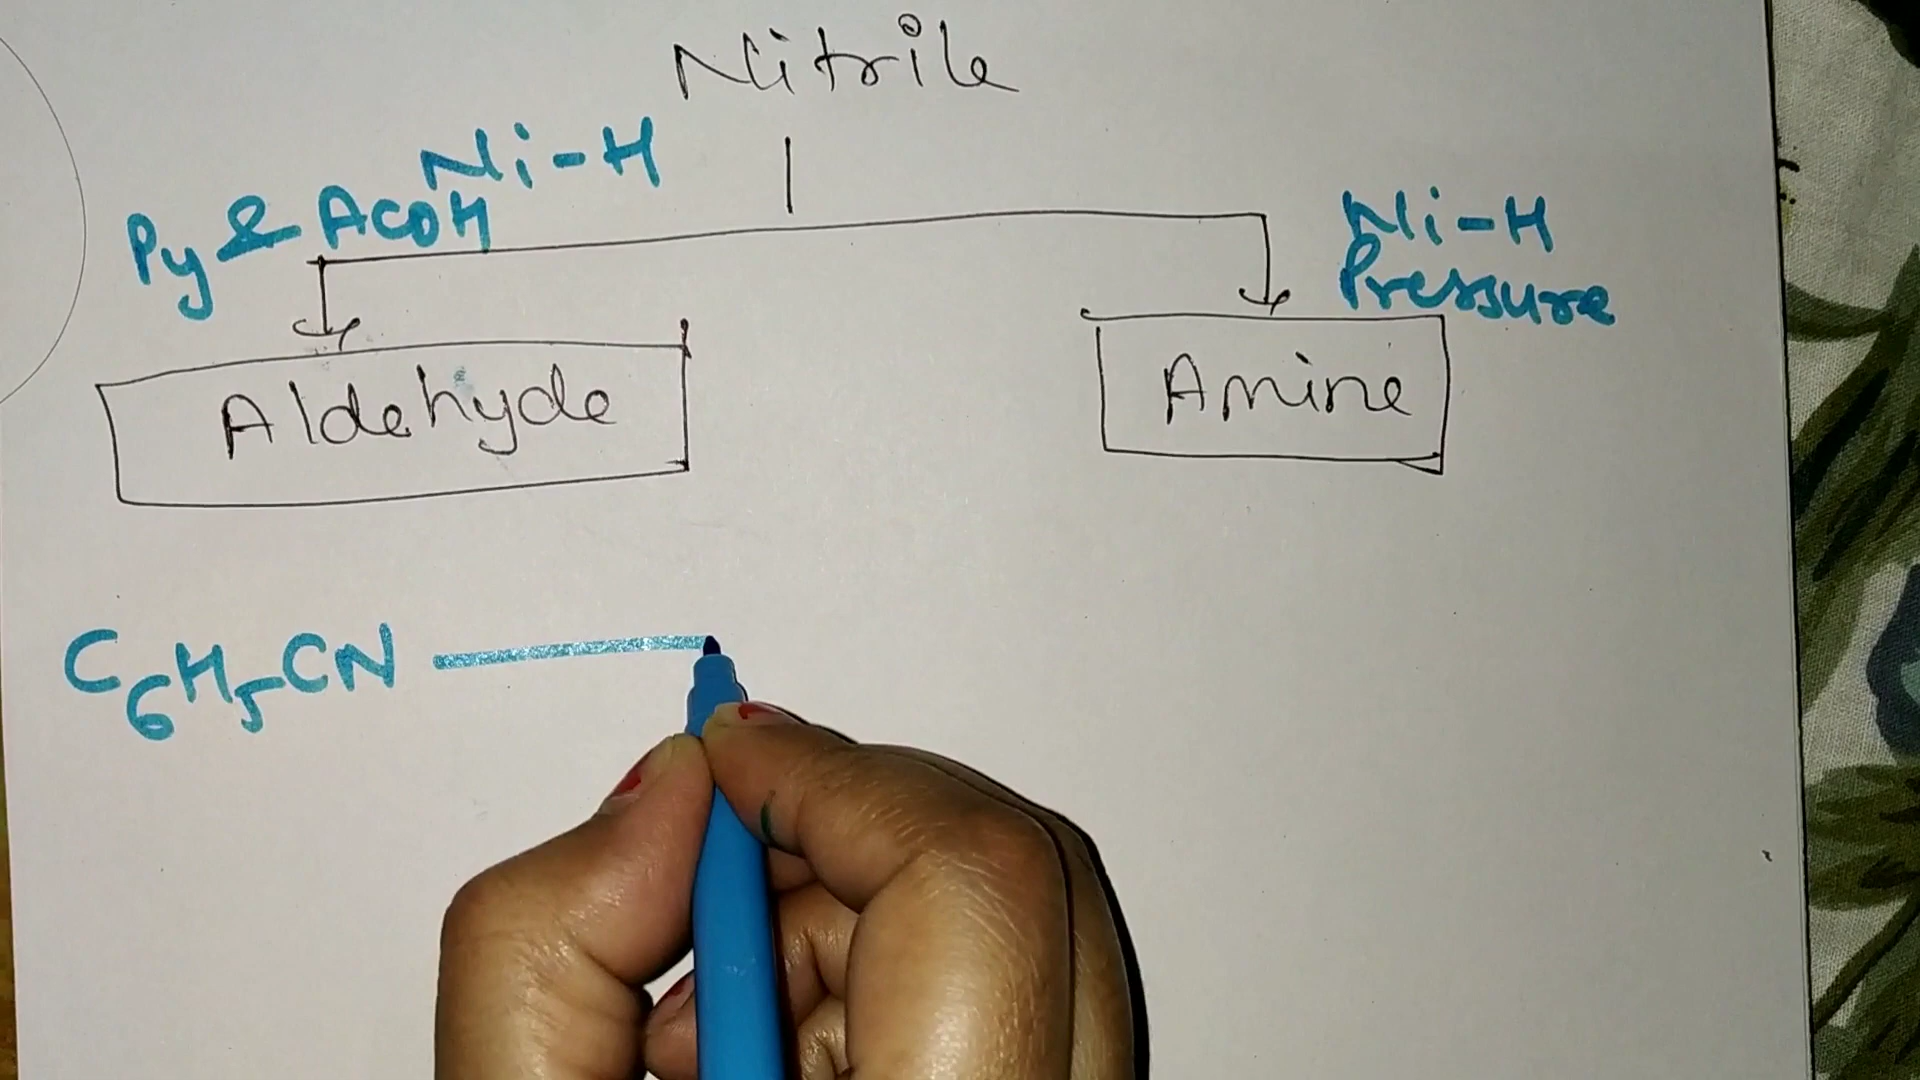 Nitrile
Ni-H
Py & AcOH
Ni-H
Pressure
Aldehyde
Amine
C6H5CN